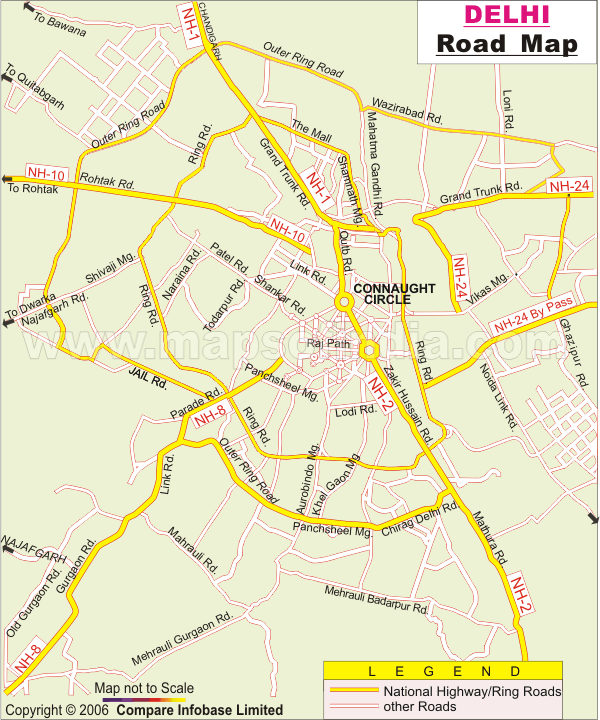 DELHI
Road Map
To Bawana
NH-1
CHANDIGARH
Outer Ring Road
To Quitabgarh
Outer Ring Road
Wazirabad Rd.
Loni Rd.
Ring Rd.
The Mall
Mahatma Gandhi Rd.
Grand Trunk Rd.
Shamnath Mg.
NH-10
To Rohtak
Rohtak Rd.
NH-1
Grand Trunk Rd.
NH-24
NH-10
Qutb Rd.
Patel Rd.
Link Rd.
Shankar Rd.
Shivaji Mg.
Naraina Rd.
Todarpur Rd.
Ring Rd.
NH-24
Vikas Mg.
CONNAUGHT
CIRCLE
To Dwarka
Najafgarh Rd.
NH-24 By Pass
Ghazipur Rd.
www.mapsofindia.com
Raj Path
Ring Rd.
JAIL Rd.
Panchsheel Mg.
Zakir Hussain Rd.
NH-2
Noida Link Rd.
Parade Rd.
NH-8
Ring Rd.
Lodi Rd.
Link Rd.
Outer Ring Road
Aurobindo Mg.
Khel Gaon Mg.
Panchsheel Mg.
Chirag Delhi Rd.
Mathura Rd.
NAJAFGARH
Gurgaon Rd.
Old Gurgaon Rd.
Mahrauli Rd.
NH-2
Mehrauli Badarpur Rd.
Mehrauli Gurgaon Rd.
NH-8
LEGEND
National Highway/Ring Roads
other Roads
Map not to Scale
Copyright © 2006 Compare Infobase Limited